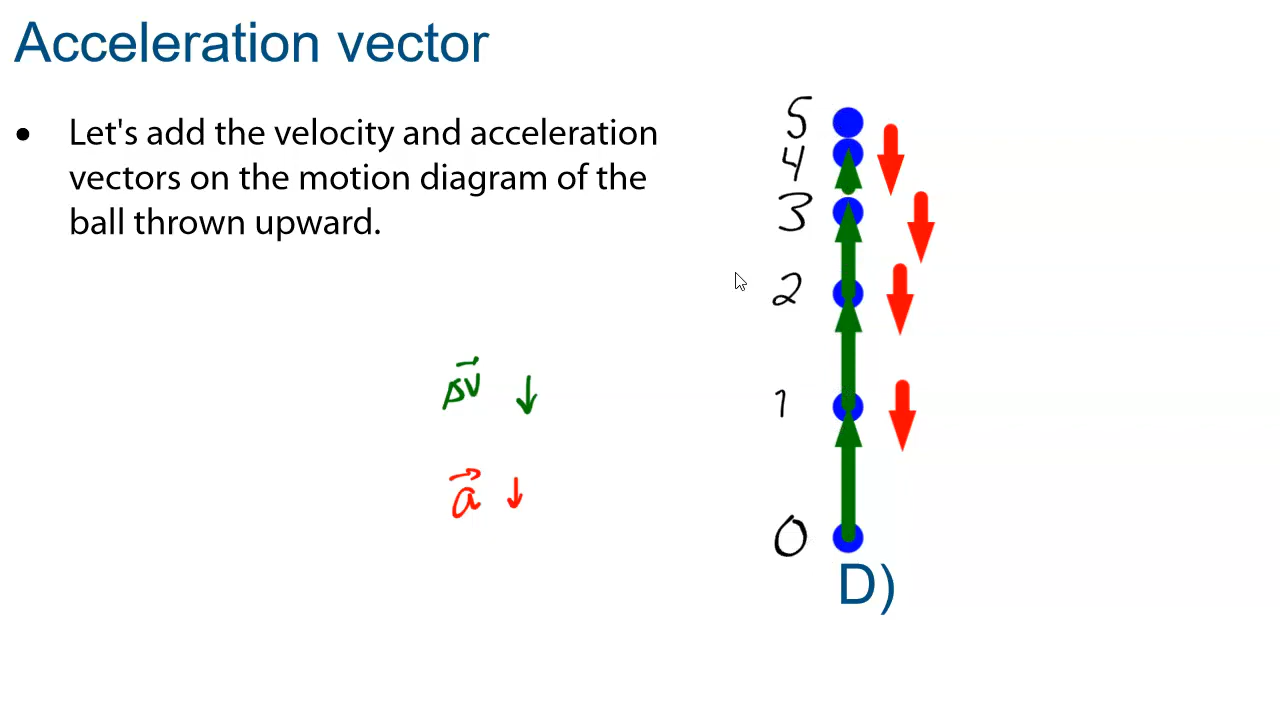 Acceleration vector
• Let's add the velocity and acceleration
vectors on the motion diagram of the
ball thrown upward.
5
4
3
2
1
0
D)
Δv⃗ ↓
a⃗ ↓